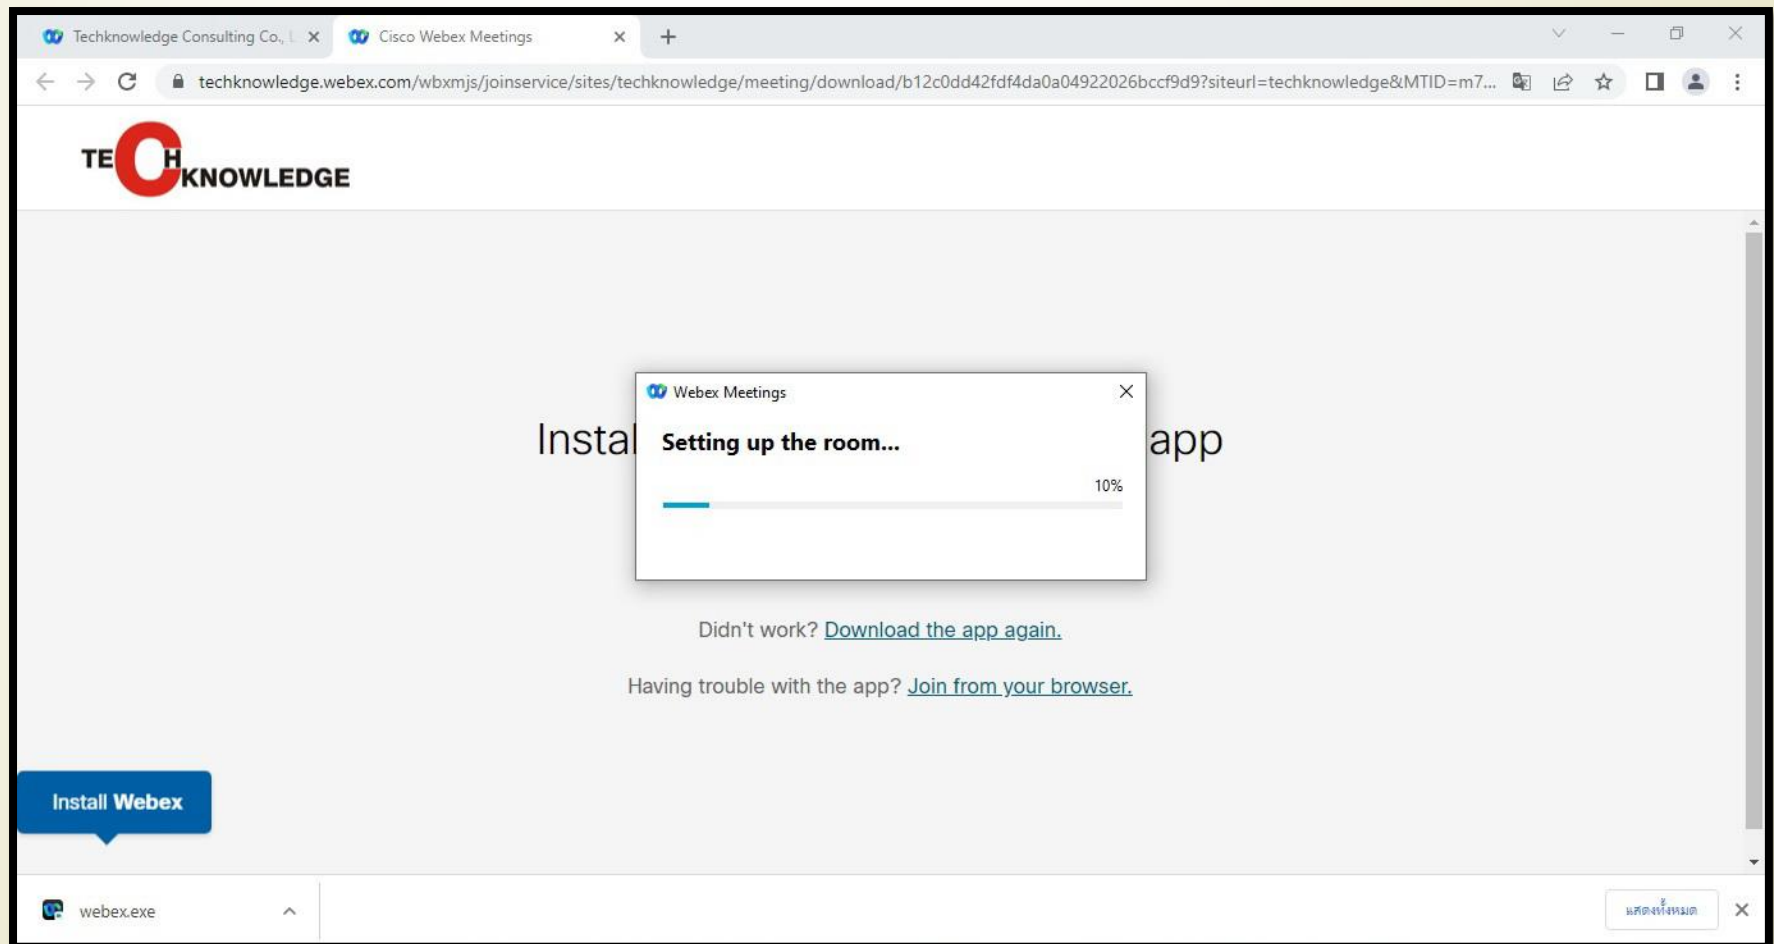 Techknowledge Consulting Co., L
Cisco Webex Meetings
techknowledge.webex.com/wbxmjs/joinservice/sites/techknowledge/meeting/download/b12c0dd42fdf4da0a04922026bccf9d9?siteurl=techknowledge&MTID=m7...
TECH
KNOWLEDGE
Webex Meetings
Instal
Setting up the room...
app
10%
Didn't work? Download the app again.
Having trouble with the app? Join from your browser.
Install Webex
webex.exe
แสดงทั้งหมด